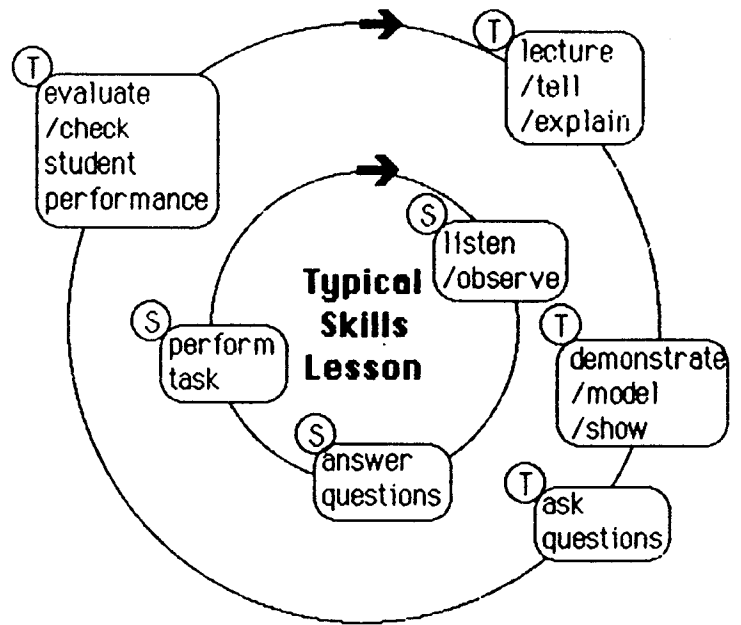 T
lecture
/tell
/explain
T
evaluate
/check
student
performance
S
listen
/observe
Typical
Skills
Lesson
S
perform
task
T
demonstrate
/model
/show
S
answer
questions
T
ask
questions